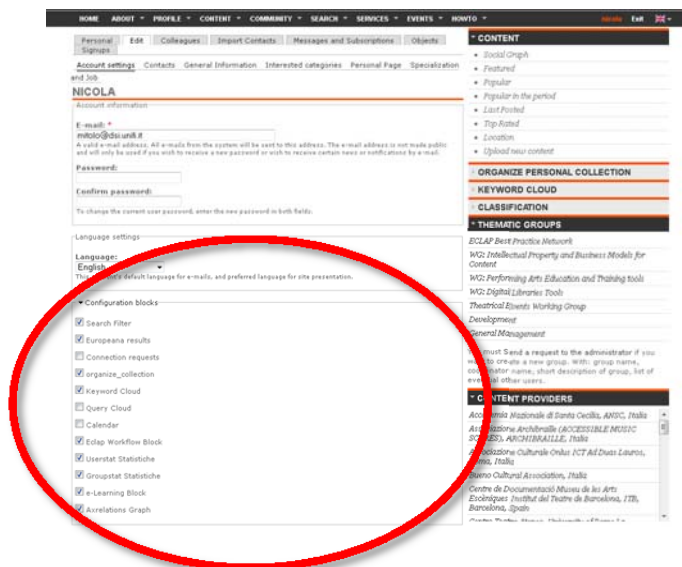 HOME ABOUT PROFILE CONTENT COMMUNITY SEARCH SERVICES EVENTS HOWTO nicola Exit
Personal Edit Colleagues Import Contacts Messages and Subscriptions Objects
Signups
Account settings Contacts General Information Interested categories Personal Page Specialization
and Job
NICOLA
Account information
E-mail: *
mitolo@dsi.unifi.it
A valid e-mail address. All e-mails from the system will be sent to this address. The e-mail address is not made public
and will only be used if you wish to receive a new password or wish to receive certain news or notifications by e-mail.
Password:
Confirm password:
To change the current user password, enter the new password in both fields.
Language settings
Language:
English
This account's default language for e-mails, and preferred language for site presentation.
Configuration blocks
Search Filter
Europeana results
Connection requests
organize_collection
Keyword Cloud
Query Cloud
Calendar
Eclap Workflow Block
Userstat Statistiche
Groupstat Statistiche
e-Learning Block
Axrelations Graph
CONTENT
Social Graph
Featured
Popular
Popular in the period
Last Posted
Top Rated
Location
Upload new content
ORGANIZE PERSONAL COLLECTION
KEYWORD CLOUD
CLASSIFICATION
THEMATIC GROUPS
ECLAP Best Practice Network
WG: Intellectual Property and Business Models for
Content
WG: Performing Arts Education and Training tools
WG: Digital Libraries Tools
Theatrical Events Working Group
Development
General Management
You must Send a request to the administrator if you
want to create a new group. With: group name,
coordinator name, short description of group, list of
eventual other users.
CONTENT PROVIDERS
Accademia Nazionale di Santa Cecilia, ANSC, Italia
Associazione Archibraille (ACCESSIBLE MUSIC
SCORES), ARCHIBRAILLE, Italia
Associazione Culturale Onlus ICT Ad Duas Lauros,
Roma, Italia
Bueno Cultural Association, Italia
Centre de Documentació Museu de les Arts
Escèniques Institut del Teatre de Barcelona, ITB,
Barcelona, Spain